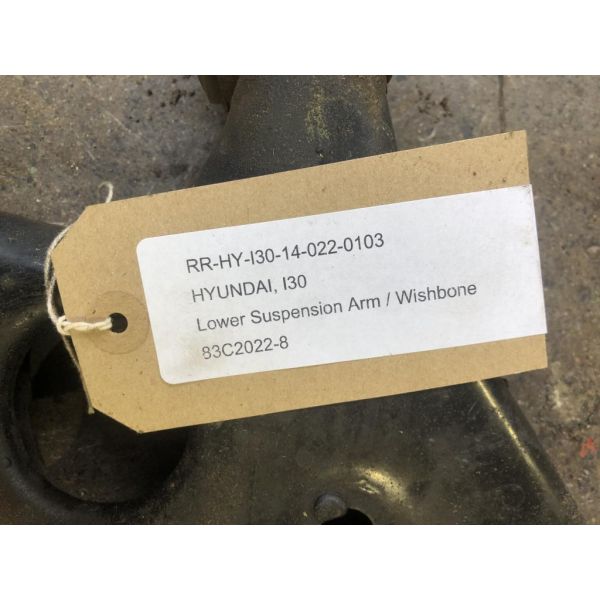 RR-HY-I30-14-022-0103
HYUNDAI, I30
Lower Suspension Arm / Wishbone
83C2022-8